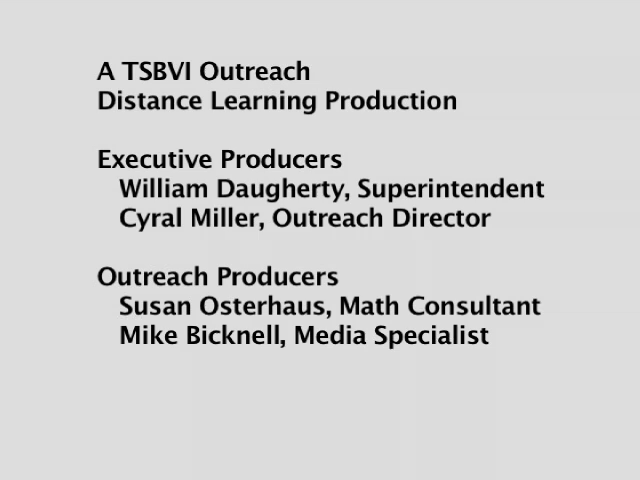 A TSBVI Outreach
Distance Learning Production
Executive Producers
William Daugherty, Superintendent
Cyral Miller, Outreach Director
Outreach Producers
Susan Osterhaus, Math Consultant
Mike Bicknell, Media Specialist